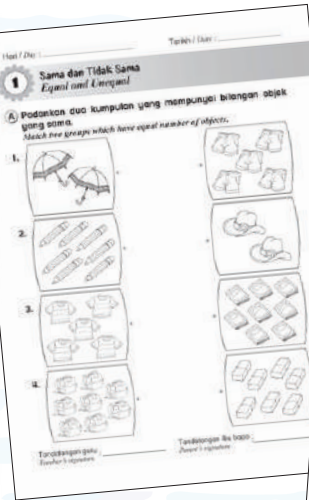 Hari / Day :
Tarikh / Date :
1
Sama dan Tidak Sama
Equal and Unequal
A Padankan dua kumpulan yang mempunyai bilangan objek
yang sama.
Match two groups which have equal number of objects.
1.
2.
3.
4.
Tandatangan guru :
Teacher's signature
Tandatangan ibu bapa :
Parent's signature